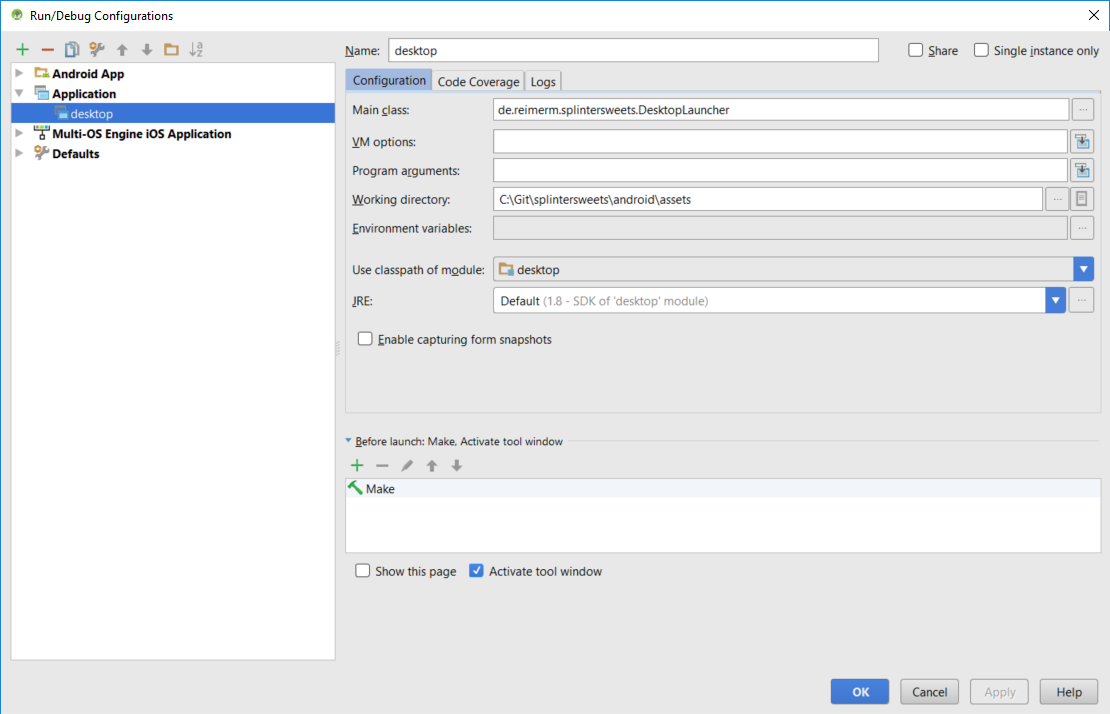 Run/Debug Configurations
Name: desktop Share Single instance only
Android App
Application
desktop
Multi-OS Engine iOS Application
Defaults
Configuration Code Coverage Logs
Main class: de.reimerm.splintersweets.DesktopLauncher ...
VM options:
Program arguments:
Working directory: C:\Git\splintersweets\android\assets ...
Environment variables: ...
Use classpath of module: desktop
JRE: Default (1.8 - SDK of 'desktop' module) ...
Enable capturing form snapshots
Before launch: Make, Activate tool window
Make
Show this page Activate tool window
OK Cancel Apply Help